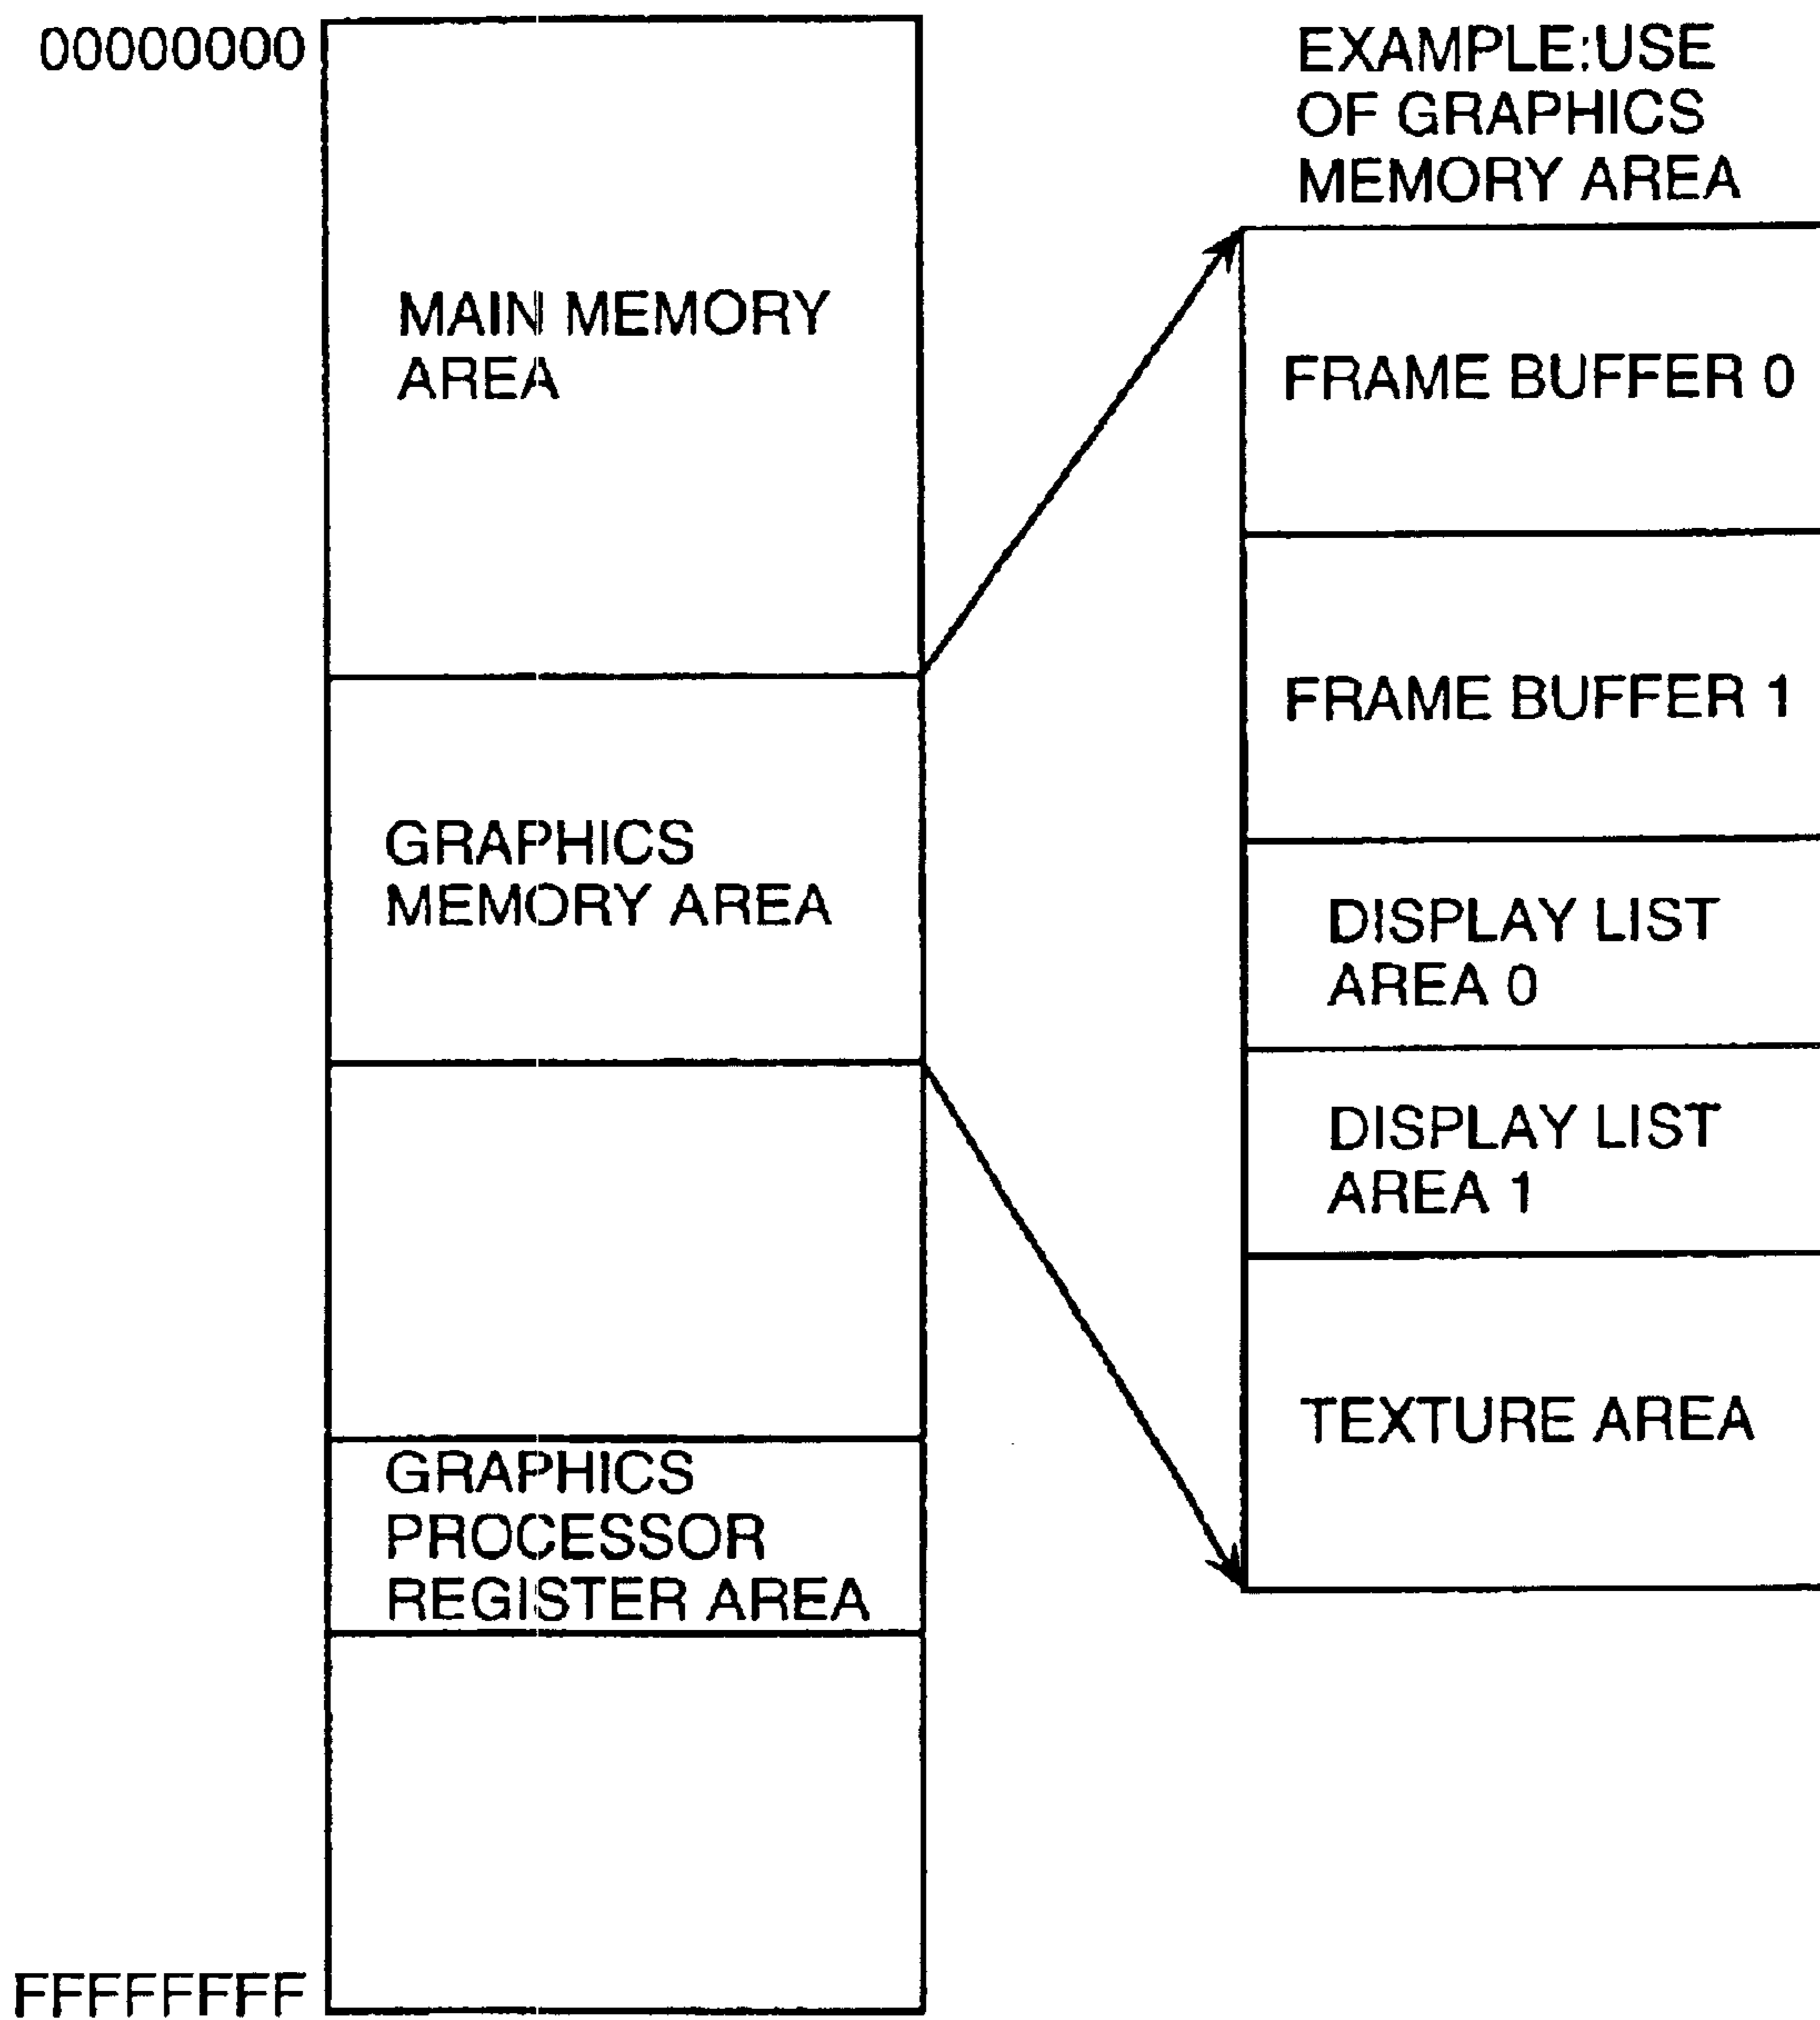 00000000
MAIN MEMORY
AREA
GRAPHICS
MEMORY AREA
GRAPHICS
PROCESSOR
REGISTER AREA
FFFFFFFF
EXAMPLE:USE
OF GRAPHICS
MEMORY AREA
FRAME BUFFER 0
FRAME BUFFER 1
DISPLAY LIST
AREA 0
DISPLAY LIST
AREA 1
TEXTURE AREA